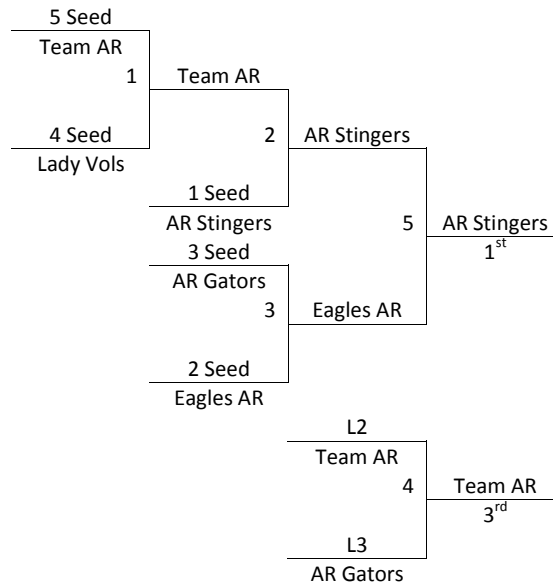 5 Seed
Team AR
1
Team AR
4 Seed
2
AR Stingers
Lady Vols
1 Seed
AR Stingers
5
AR Stingers
3 Seed
1st
AR Gators
3
Eagles AR
2 Seed
Eagles AR
L2
Team AR
4
Team AR
3rd
L3
AR Gators